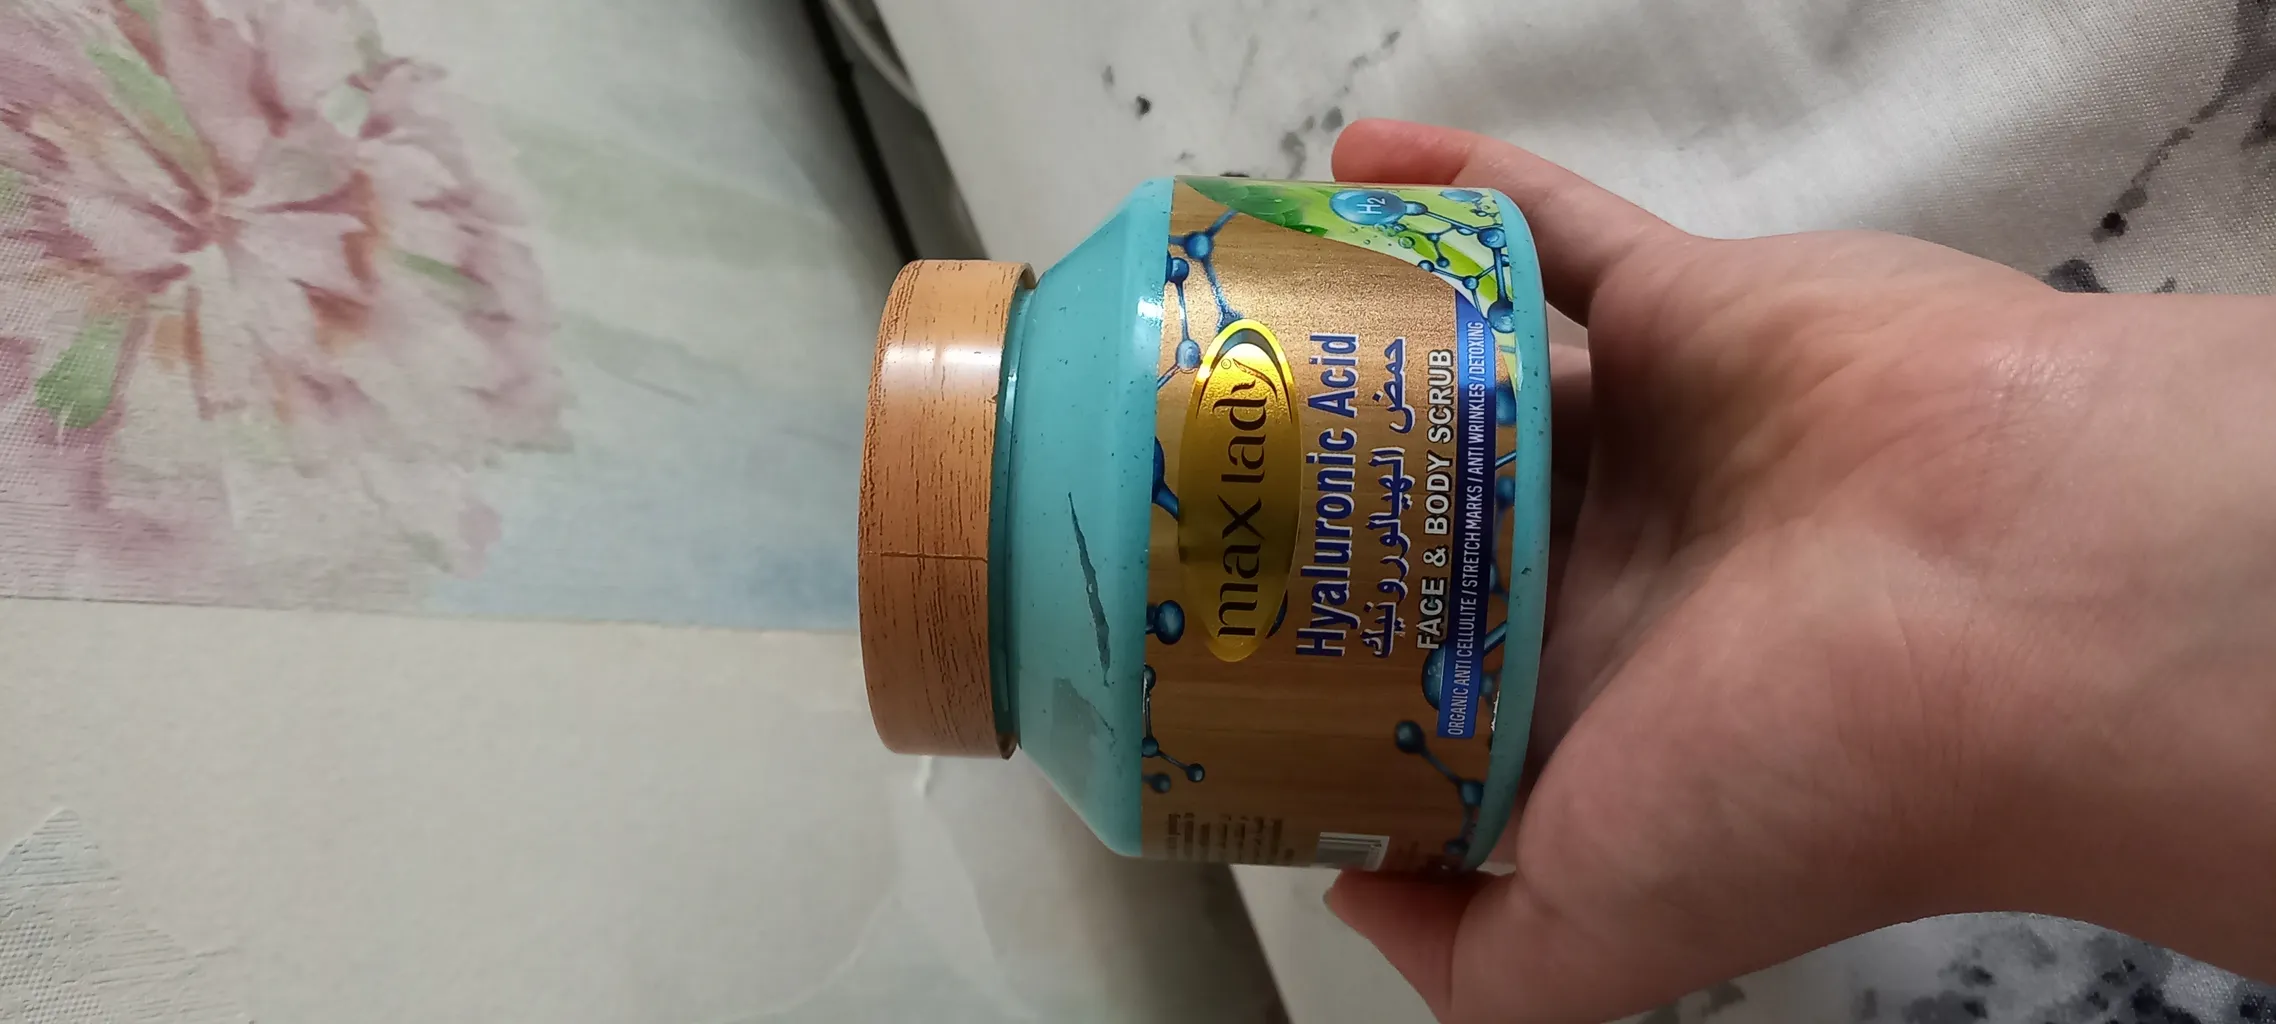 max lady
Hyaluronic Acid
حمض الهيالورونيك
FACE & BODY SCRUB
ORGANIC ANTI CELLULITE / STRETCH MARKS / ANTI WRINKLES / DETOXING
H2